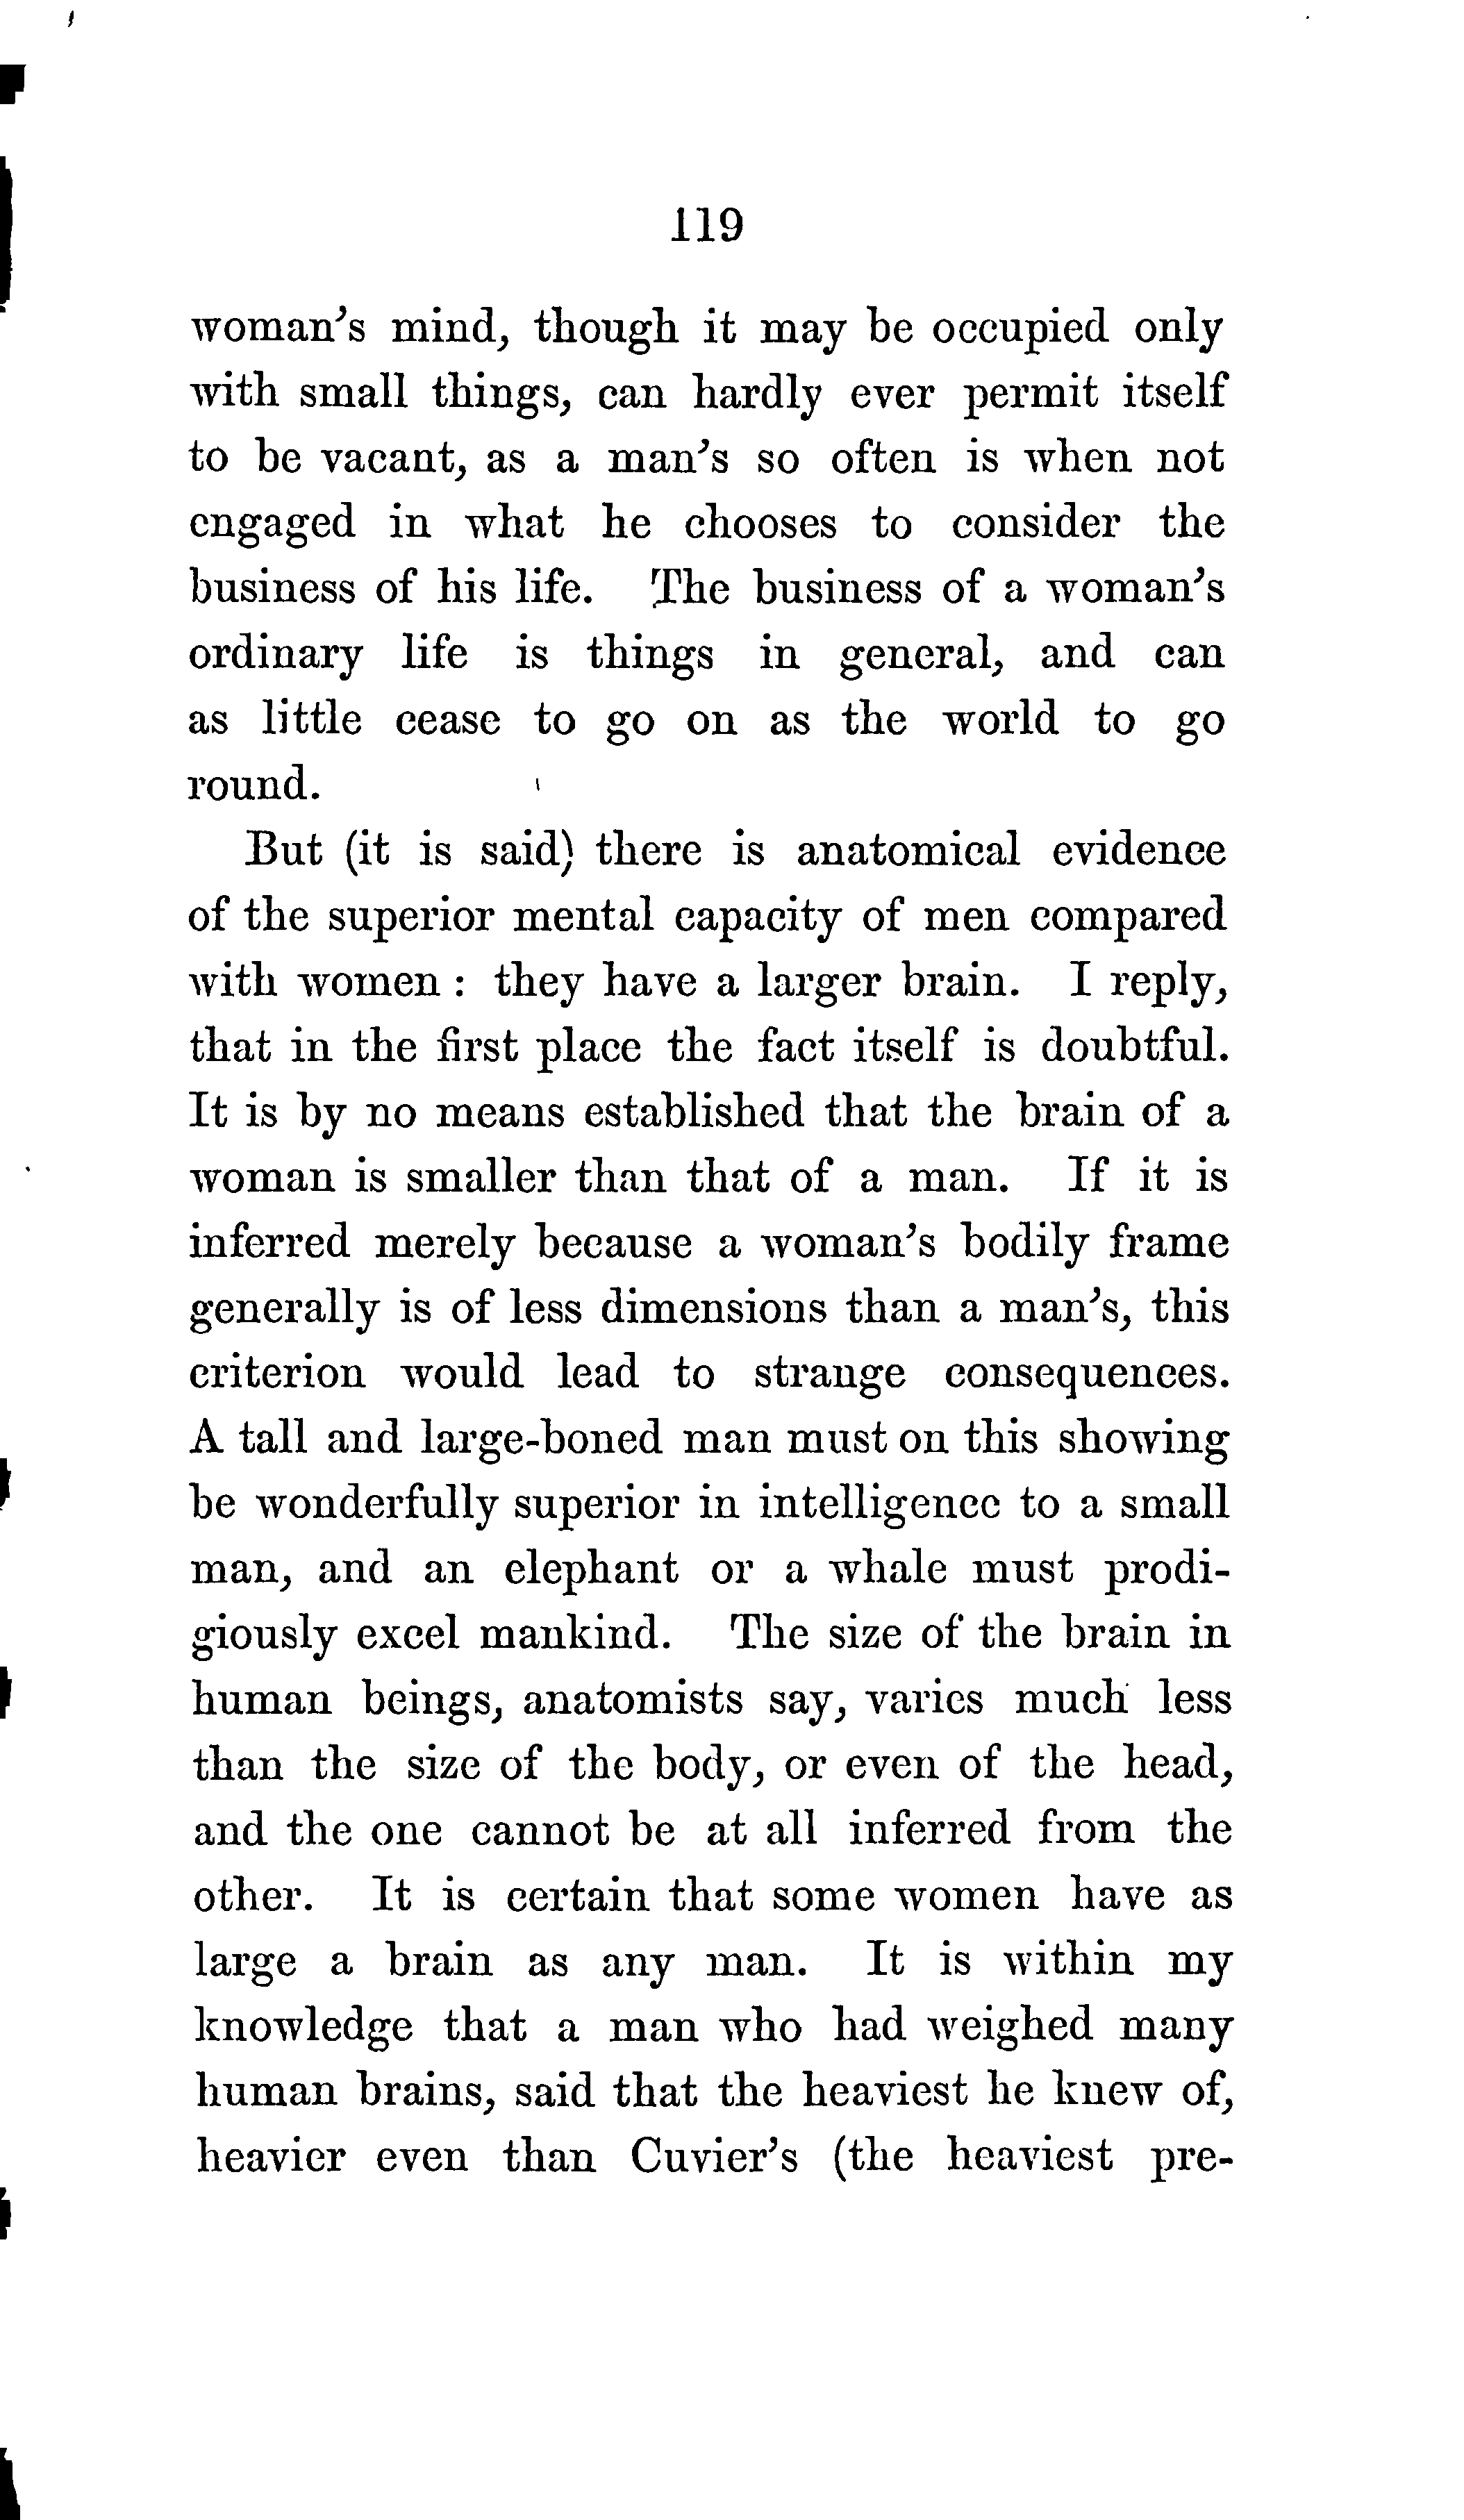 119
woman's mind, though it may be occupied only
with small things, can hardly ever permit itself
to be vacant, as a man's so often is when not
engaged in what he chooses to consider the
business of his life. The business of a woman's
ordinary life is things in general, and can
as little cease to go on as the world to go
round.
But (it is said) there is anatomical evidence
of the superior mental capacity of men compared
with women : they have a larger brain. I reply,
that in the first place the fact itself is doubtful.
It is by no means established that the brain of a
woman is smaller than that of a man. If it is
inferred merely because a woman's bodily frame
generally is of less dimensions than a man's, this
criterion would lead to strange consequences.
A tall and large-boned man must on this showing
be wonderfully superior in intelligence to a small
man, and an elephant or a whale must prodi-
giously excel mankind. The size of the brain in
human beings, anatomists say, varies much less
than the size of the body, or even of the head,
and the one cannot be at all inferred from the
other. It is certain that some women have as
large a brain as any man. It is within my
knowledge that a man who had weighed many
human brains, said that the heaviest he knew of,
heavier even than Cuvier's (the heaviest pre-